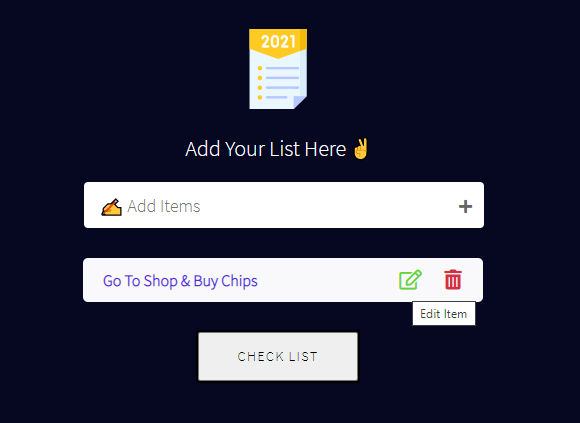 2021
Add Your List Here ✌
✍ Add Items +
Go To Shop & Buy Chips
Edit Item
CHECK LIST